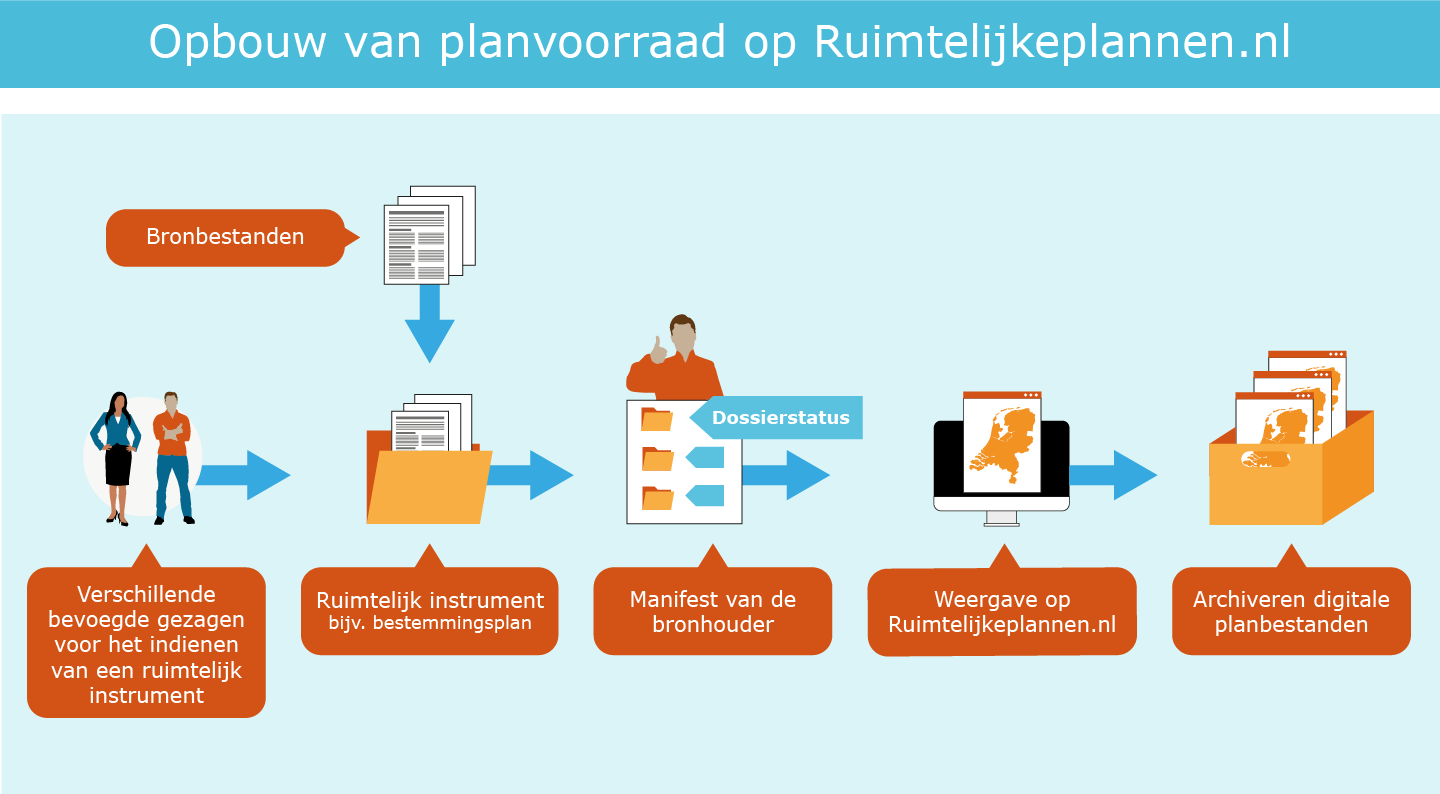 Opbouw van planvoorraad op Ruimtelijkeplannen.nl
Bronbestanden
Dossierstatus
Verschillende
bevoegde gezagen
voor het indienen
van een ruimtelijk
instrument
Ruimtelijk instrument
bijv. bestemmingsplan
Manifest van de
bronhouder
Weergave op
Ruimtelijkeplannen.nl
Archiveren digitale
planbestanden